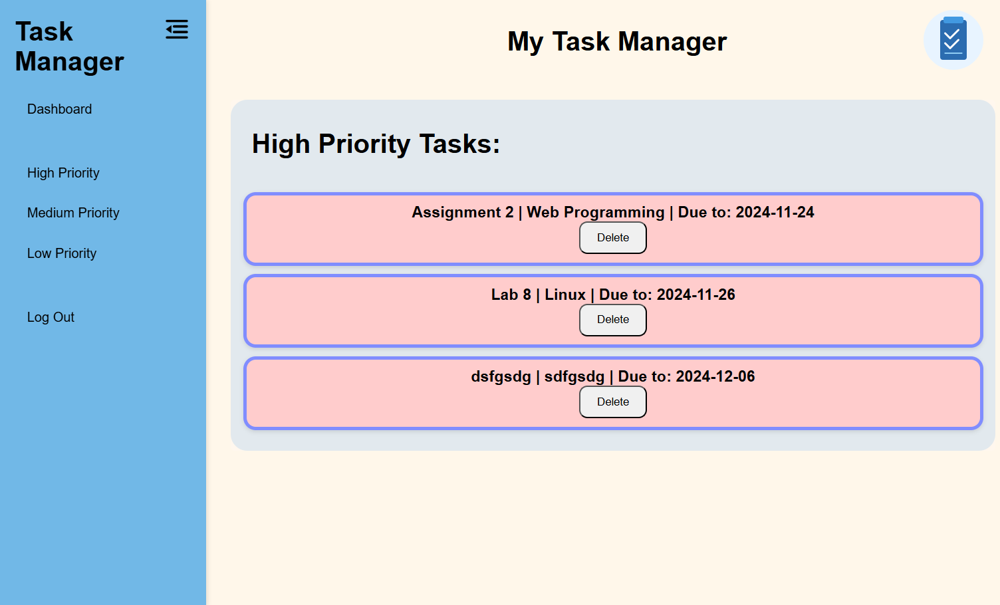 Task
Manager
Dashboard
High Priority
Medium Priority
Low Priority
Log Out
My Task Manager
High Priority Tasks:
Assignment 2 | Web Programming | Due to: 2024-11-24
Delete
Lab 8 | Linux | Due to: 2024-11-26
Delete
dsfgsdg | sdfgsdg | Due to: 2024-12-06
Delete